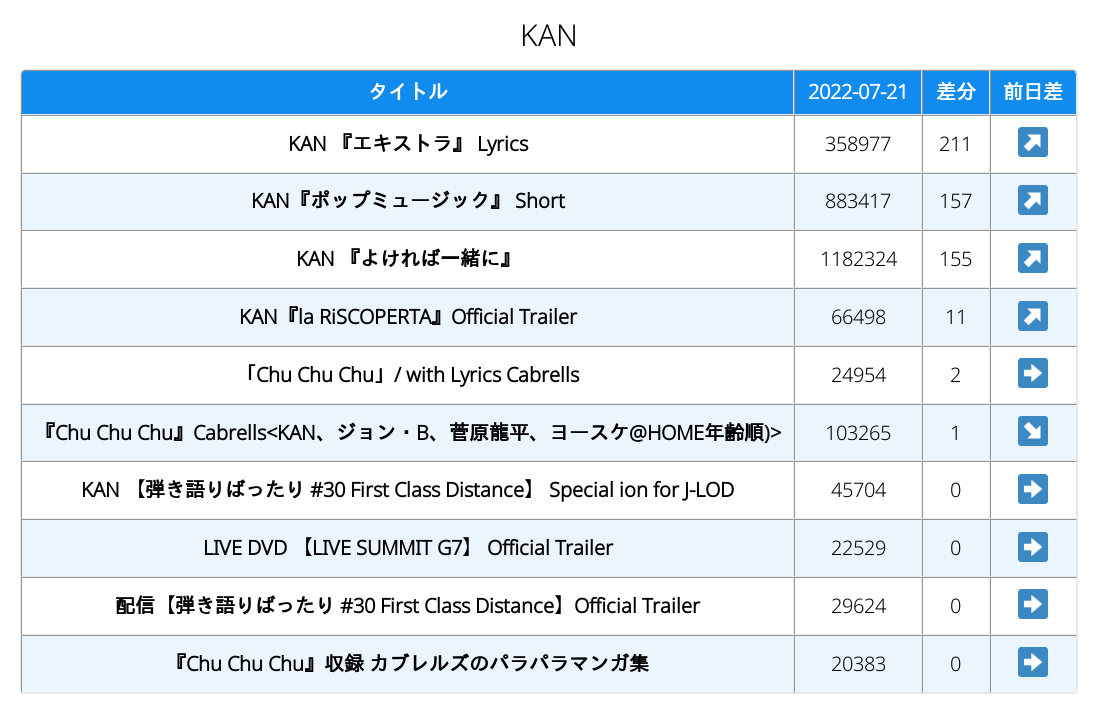 KAN
タイトル 2022-07-21 差分 前日差
KAN 『エキストラ』 Lyrics 358977 211 ↗
KAN『ポップミュージック』 Short 883417 157 ↗
KAN 『よければ一緒に』 1182324 155 ↗
KAN『la RiSCOPERTA』Official Trailer 66498 11 ↗
「Chu Chu Chu」/ with Lyrics Cabrells 24954 2 ➡
『Chu Chu Chu』Cabrells<KAN、ジョン・B、菅原龍平、ヨースケ@HOME年齢順)> 103265 1 ↘
KAN 【弾き語りばったり #30 First Class Distance】 Special ion for J-LOD 45704 0 ➡
LIVE DVD 【LIVE SUMMIT G7】 Official Trailer 22529 0 ➡
配信【弾き語りばったり #30 First Class Distance】Official Trailer 29624 0 ➡
『Chu Chu Chu』収録 カブレルズのパラパラマンガ集 20383 0 ➡